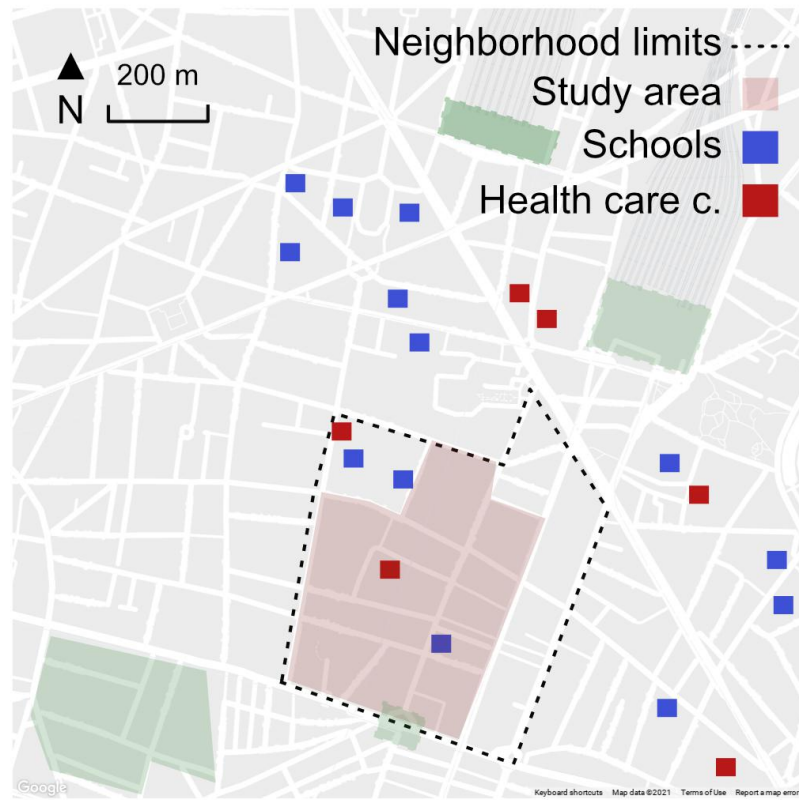 Neighborhood limits
200 m
Study area
N
Schools
Health care c.
Google
Keyboard shortcuts Map data ©2021 Terms of Use Report a map error